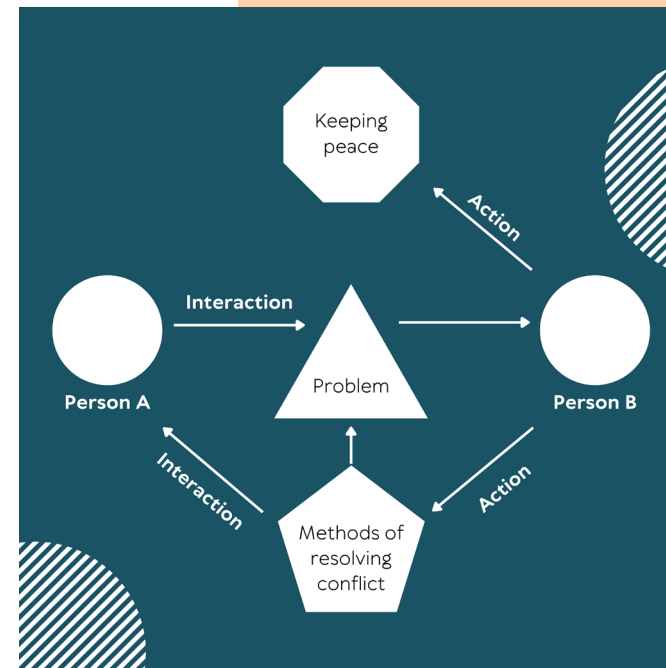 Keeping
peace
Action
Interaction
Problem
Person A
Person B
Interaction
Action
Methods of
resolving
conflict